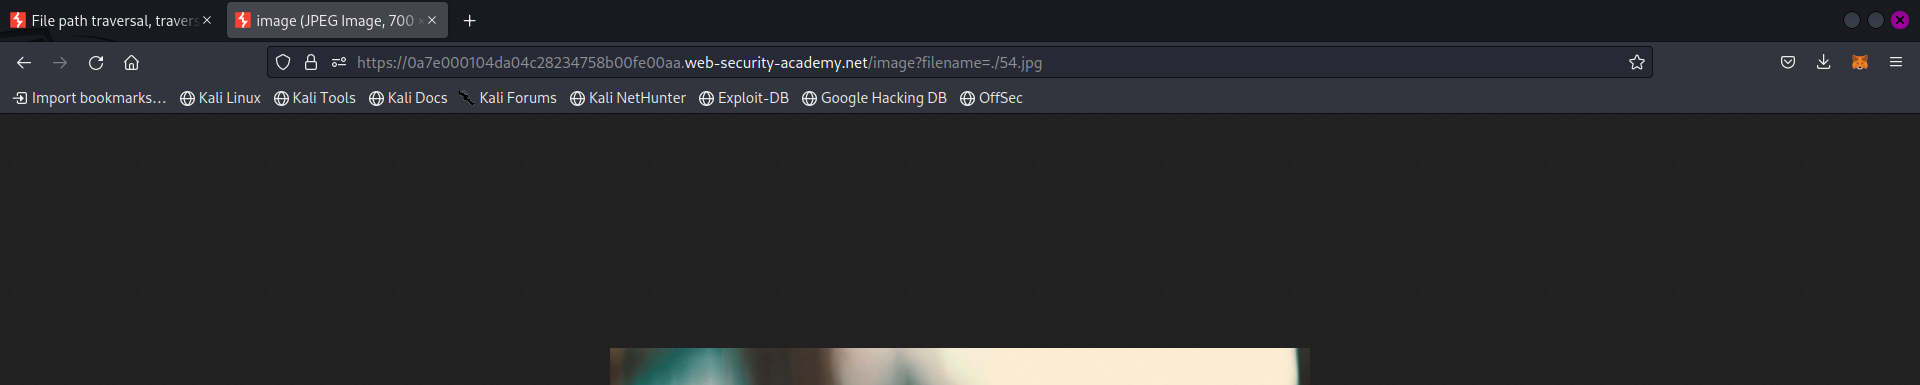 File path traversal, travers
image (JPEG Image, 700
https://0a7e000104da04c28234758b00fe00aa.web-security-academy.net/image?filename=./54.jpg
Import bookmarks… Kali Linux Kali Tools Kali Docs Kali Forums Kali NetHunter Exploit-DB Google Hacking DB OffSec